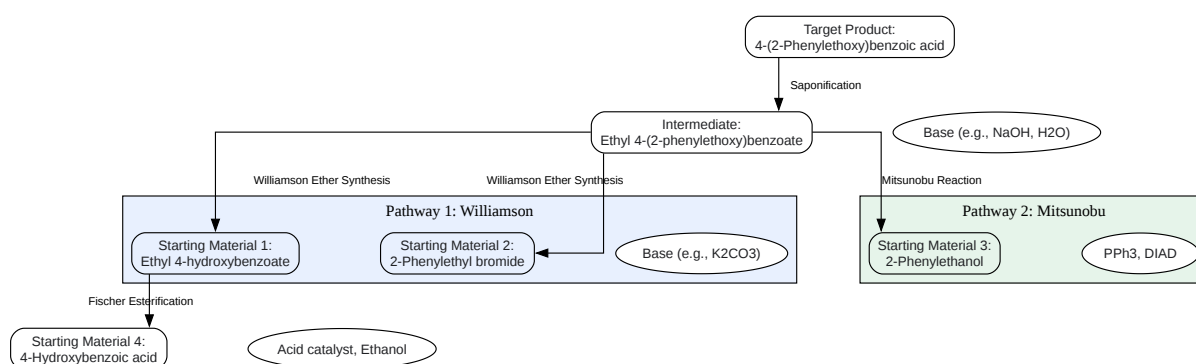 Target Product:
4-(2-Phenylethoxy)benzoic acid
Saponification
Intermediate:
Ethyl 4-(2-phenylethoxy)benzoate
Base (e.g., NaOH, H2O)
Williamson Ether Synthesis
Williamson Ether Synthesis
Mitsunobu Reaction
Pathway 1: Williamson
Pathway 2: Mitsunobu
Starting Material 1:
Ethyl 4-hydroxybenzoate
Starting Material 2:
2-Phenylethyl bromide
Base (e.g., K2CO3)
Starting Material 3:
2-Phenylethanol
PPh3, DIAD
Fischer Esterification
Starting Material 4:
4-Hydroxybenzoic acid
Acid catalyst, Ethanol